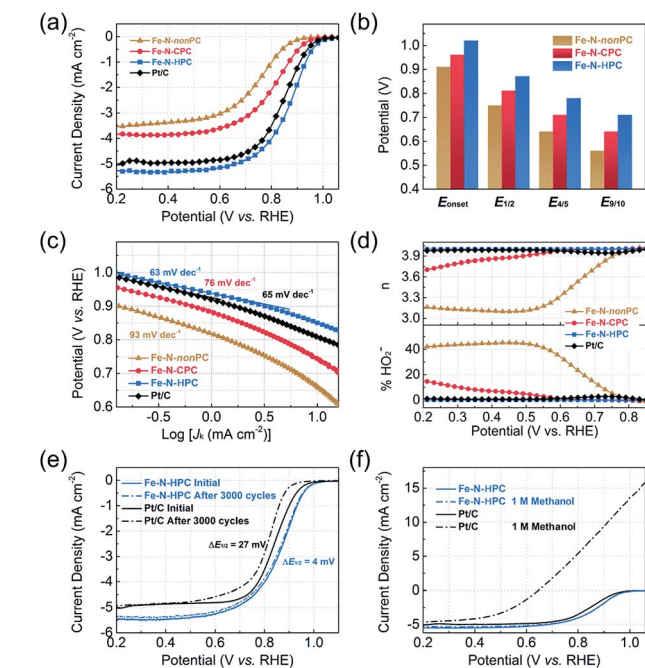 (a)
Fe-N-nonPC
Fe-N-CPC
Fe-N-HPC
Pt/C
0
-1
-2
-3
-4
-5
-6
0.2 0.4 0.6 0.8 1.0
Current Density (mA cm-2)
Potential (V vs. RHE)
(b)
Fe-N-nonPC
Fe-N-CPC
Fe-N-HPC
1.1
1.0
0.9
0.8
0.7
0.6
0.5
0.4
Potential (V)
Eonset E1/2 E4/5 E9/10
(c)
63 mV dec-1
76 mV dec-1
65 mV dec-1
93 mV dec-1
Fe-N-nonPC
Fe-N-CPC
Fe-N-HPC
Pt/C
1.0
0.9
0.8
0.7
0.6
0.5
-0.5 0.0 0.5 1.0
Potential (V vs. RHE)
Log [Jk (mA cm-2)]
(d)
3.9
3.6
3.3
3.0
n
Fe-N-nonPC
Fe-N-CPC
Fe-N-HPC
Pt/C
40
20
0
% HO2-
0.2 0.3 0.4 0.5 0.6 0.7 0.8
Potential (V vs. RHE)
(e)
Fe-N-HPC Initial
Fe-N-HPC After 3000 cycles
Pt/C Initial
Pt/C After 3000 cycles
ΔE1/2 = 27 mV
ΔE1/2 = 4 mV
0
-1
-2
-3
-4
-5
-6
0.2 0.4 0.6 0.8 1.0
Current Density (mA cm-2)
Potential (V vs. RHE)
(f)
Fe-N-HPC
Fe-N-HPC 1 M Methanol
Pt/C
Pt/C 1 M Methanol
15
10
5
0
-5
-10
0.2 0.4 0.6 0.8 1.0
Current Density (mA cm-2)
Potential (V vs. RHE)